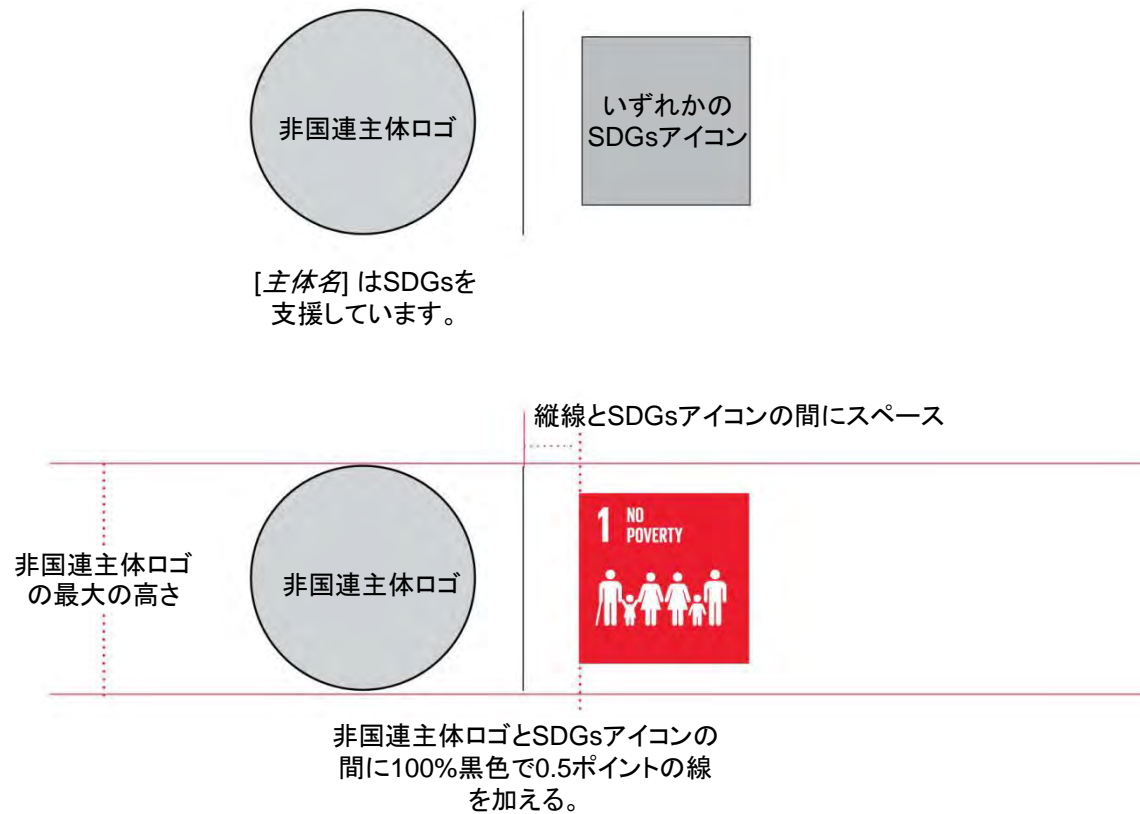 非国連主体ロゴ
いずれかの
SDGsアイコン
[主体名] はSDGsを
支援しています。
縦線とSDGsアイコンの間にスペース
非国連主体ロゴ
の最大の高さ
非国連主体ロゴ
1 NO
POVERTY
非国連主体ロゴとSDGsアイコンの
間に100%黒色で0.5ポイントの線
を加える。